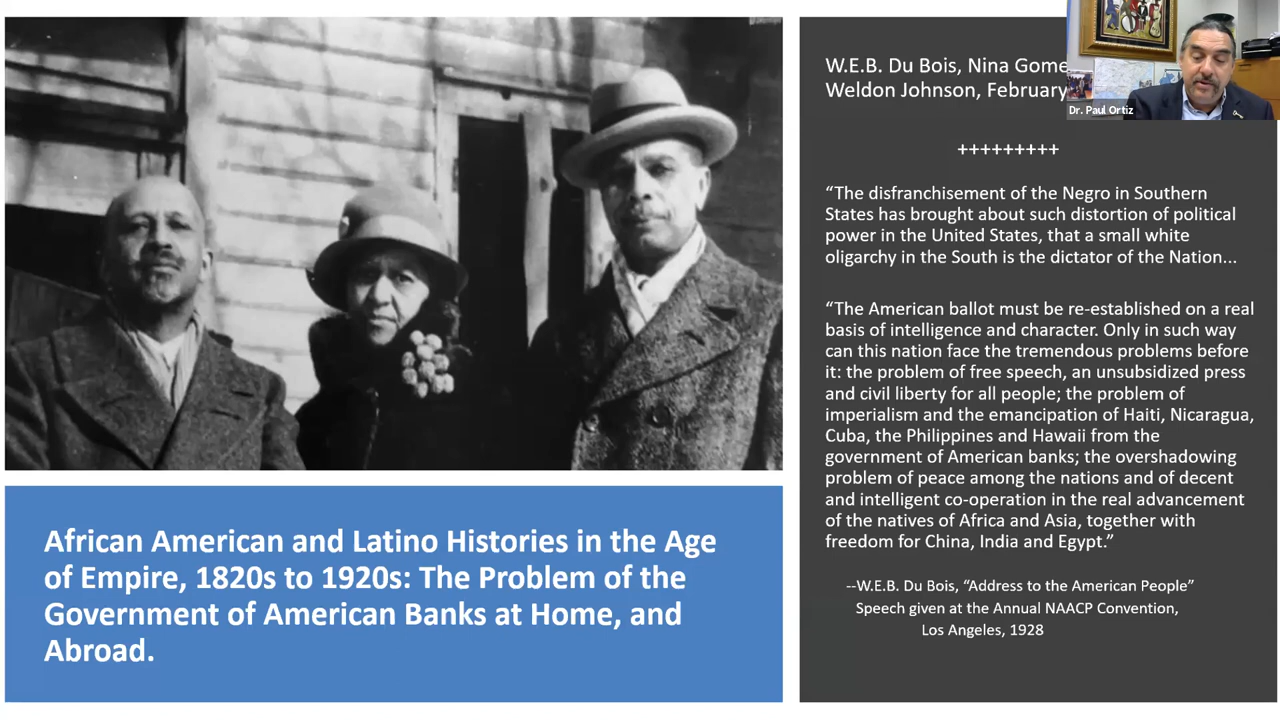 W.E.B. Du Bois, Nina Gome
Weldon Johnson, February
Dr. Paul Ortiz
+++++++++
“The disfranchisement of the Negro in Southern
States has brought about such distortion of political
power in the United States, that a small white
oligarchy in the South is the dictator of the Nation...
“The American ballot must be re-established on a real
basis of intelligence and character. Only in such way
can this nation face the tremendous problems before
it: the problem of free speech, an unsubsidized press
and civil liberty for all people; the problem of
imperialism and the emancipation of Haiti, Nicaragua,
Cuba, the Philippines and Hawaii from the
government of American banks; the overshadowing
problem of peace among the nations and of decent
and intelligent co-operation in the real advancement
of the natives of Africa and Asia, together with
freedom for China, India and Egypt.”
--W.E.B. Du Bois, “Address to the American People”
Speech given at the Annual NAACP Convention,
Los Angeles, 1928
African American and Latino Histories in the Age
of Empire, 1820s to 1920s: The Problem of the
Government of American Banks at Home, and
Abroad.